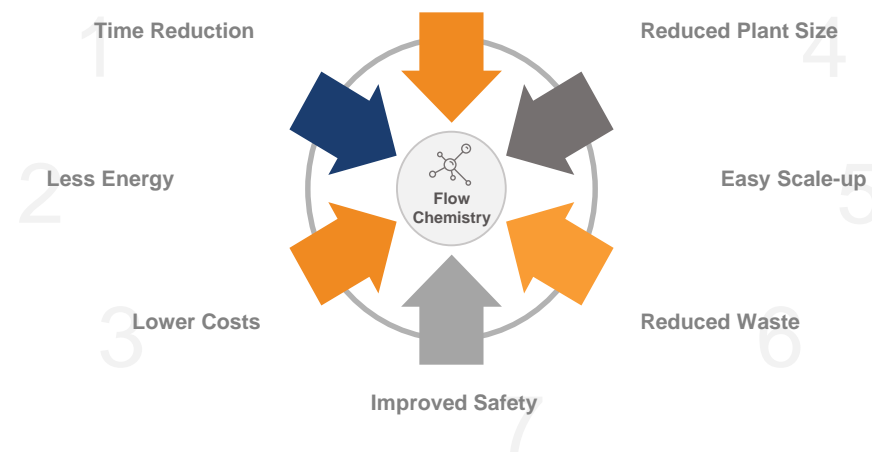 1
Time Reduction
2
Less Energy
3
Lower Costs
4
Reduced Plant Size
5
Easy Scale-up
6
Reduced Waste
7
Improved Safety
Flow
Chemistry